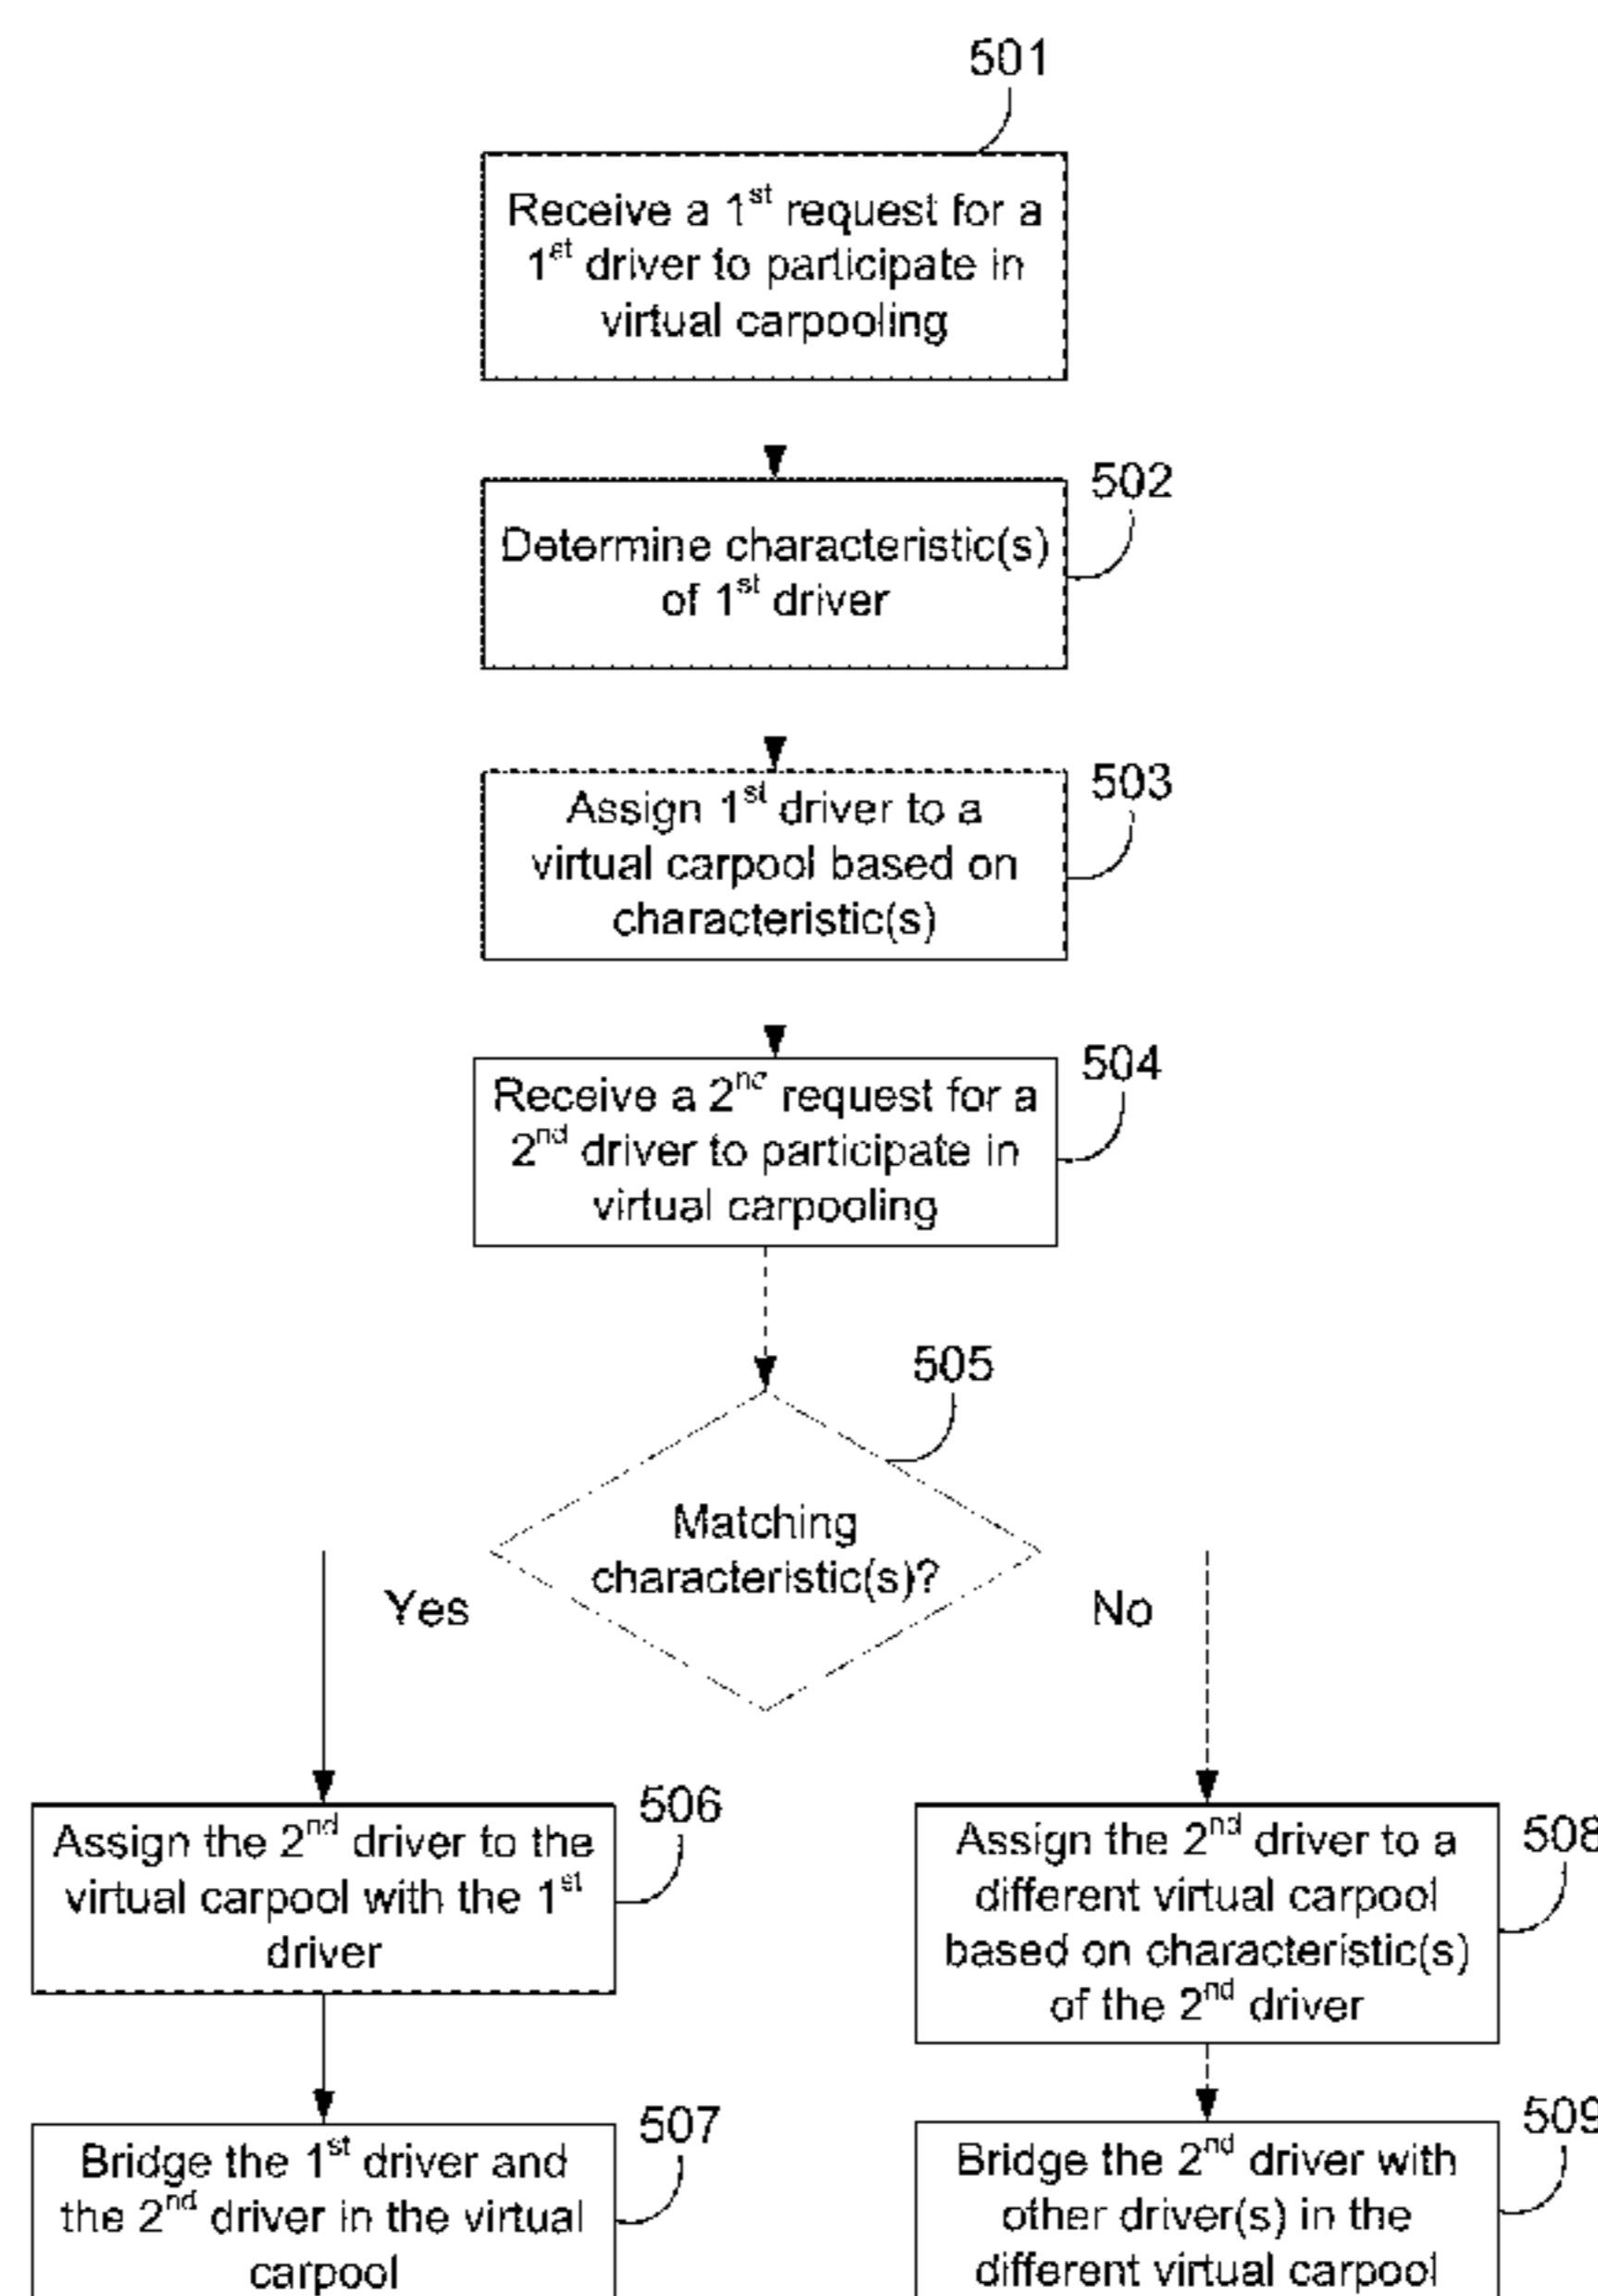 501
Receive a 1st request for a
1st driver to participate in
virtual carpooling
502
Determine characteristic(s)
of 1st driver
503
Assign 1st driver to a
virtual carpool based on
characteristic(s)
504
Receive a 2nd request for a
2nd driver to participate in
virtual carpooling
505
Matching
characteristic(s)?
Yes
No
506
Assign the 2nd driver to the
virtual carpool with the 1st
driver
508
Assign the 2nd driver to a
different virtual carpool
based on characteristic(s)
of the 2nd driver
507
Bridge the 1st driver and
the 2nd driver in the virtual
carpool
509
Bridge the 2nd driver with
other driver(s) in the
different virtual carpool